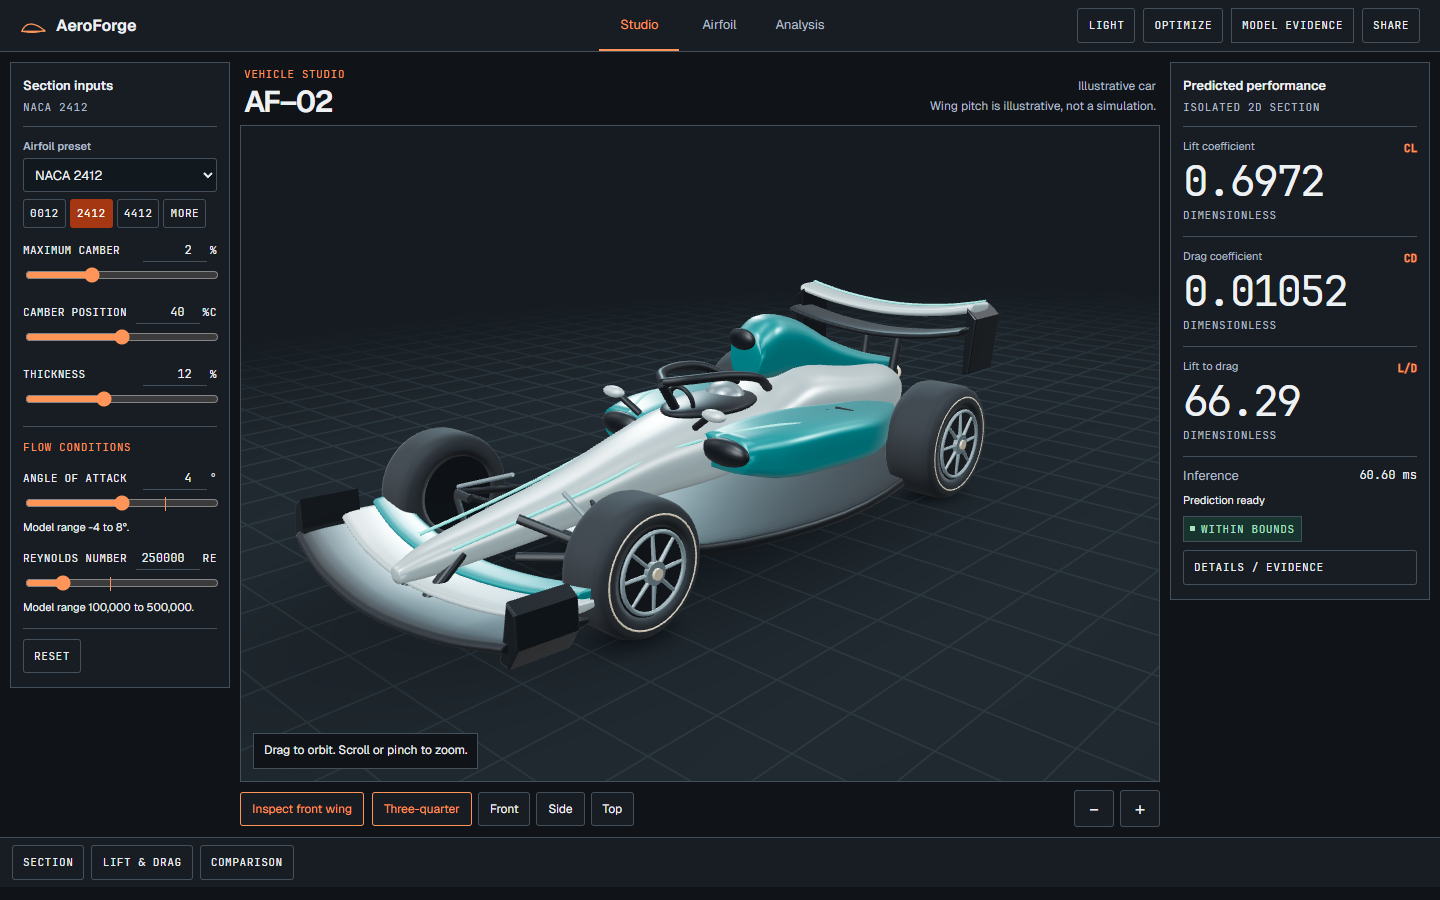 AeroForge
Studio
Airfoil
Analysis
LIGHT
OPTIMIZE
MODEL EVIDENCE
SHARE
Section inputs
NACA 2412
Airfoil preset
NACA 2412
0012
2412
4412
MORE
MAXIMUM CAMBER 2 %
CAMBER POSITION 40 %C
THICKNESS 12 %
FLOW CONDITIONS
ANGLE OF ATTACK 4 °
Model range -4 to 8°.
REYNOLDS NUMBER 250000 RE
Model range 100,000 to 500,000.
RESET
VEHICLE STUDIO
AF–02
Illustrative car
Wing pitch is illustrative, not a simulation.
Drag to orbit. Scroll or pinch to zoom.
Inspect front wing
Three-quarter
Front
Side
Top
−
+
Predicted performance
ISOLATED 2D SECTION
Lift coefficient CL
0.6972
DIMENSIONLESS
Drag coefficient CD
0.01052
DIMENSIONLESS
Lift to drag L/D
66.29
DIMENSIONLESS
Inference 60.60 ms
Prediction ready
WITHIN BOUNDS
DETAILS / EVIDENCE
SECTION
LIFT & DRAG
COMPARISON